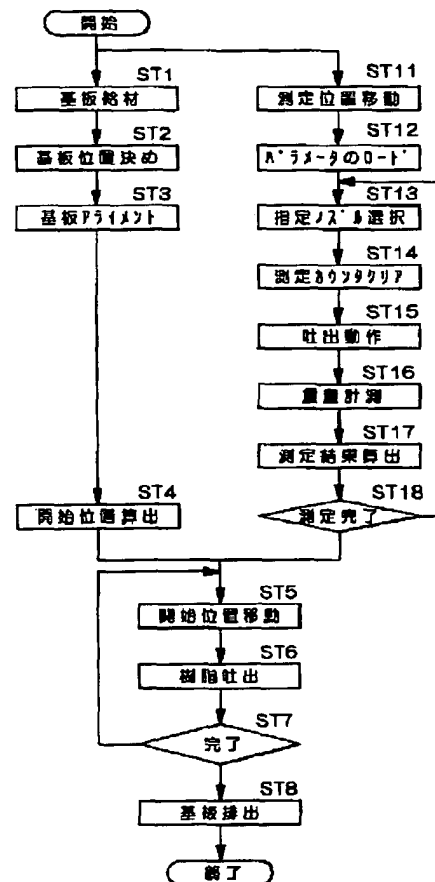 開始
ST1
基板給材
ST2
基板位置決め
ST3
基板アライメント
ST4
開始位置算出
ST11
測定位置移動
ST12
パラメータのロード
ST13
指定ノズル選択
ST14
測定カウンタクリア
ST15
吐出動作
ST16
重量計測
ST17
測定結果算出
ST18
測定完了
ST5
開始位置移動
ST6
樹脂吐出
ST7
完了
ST8
基板排出
終了